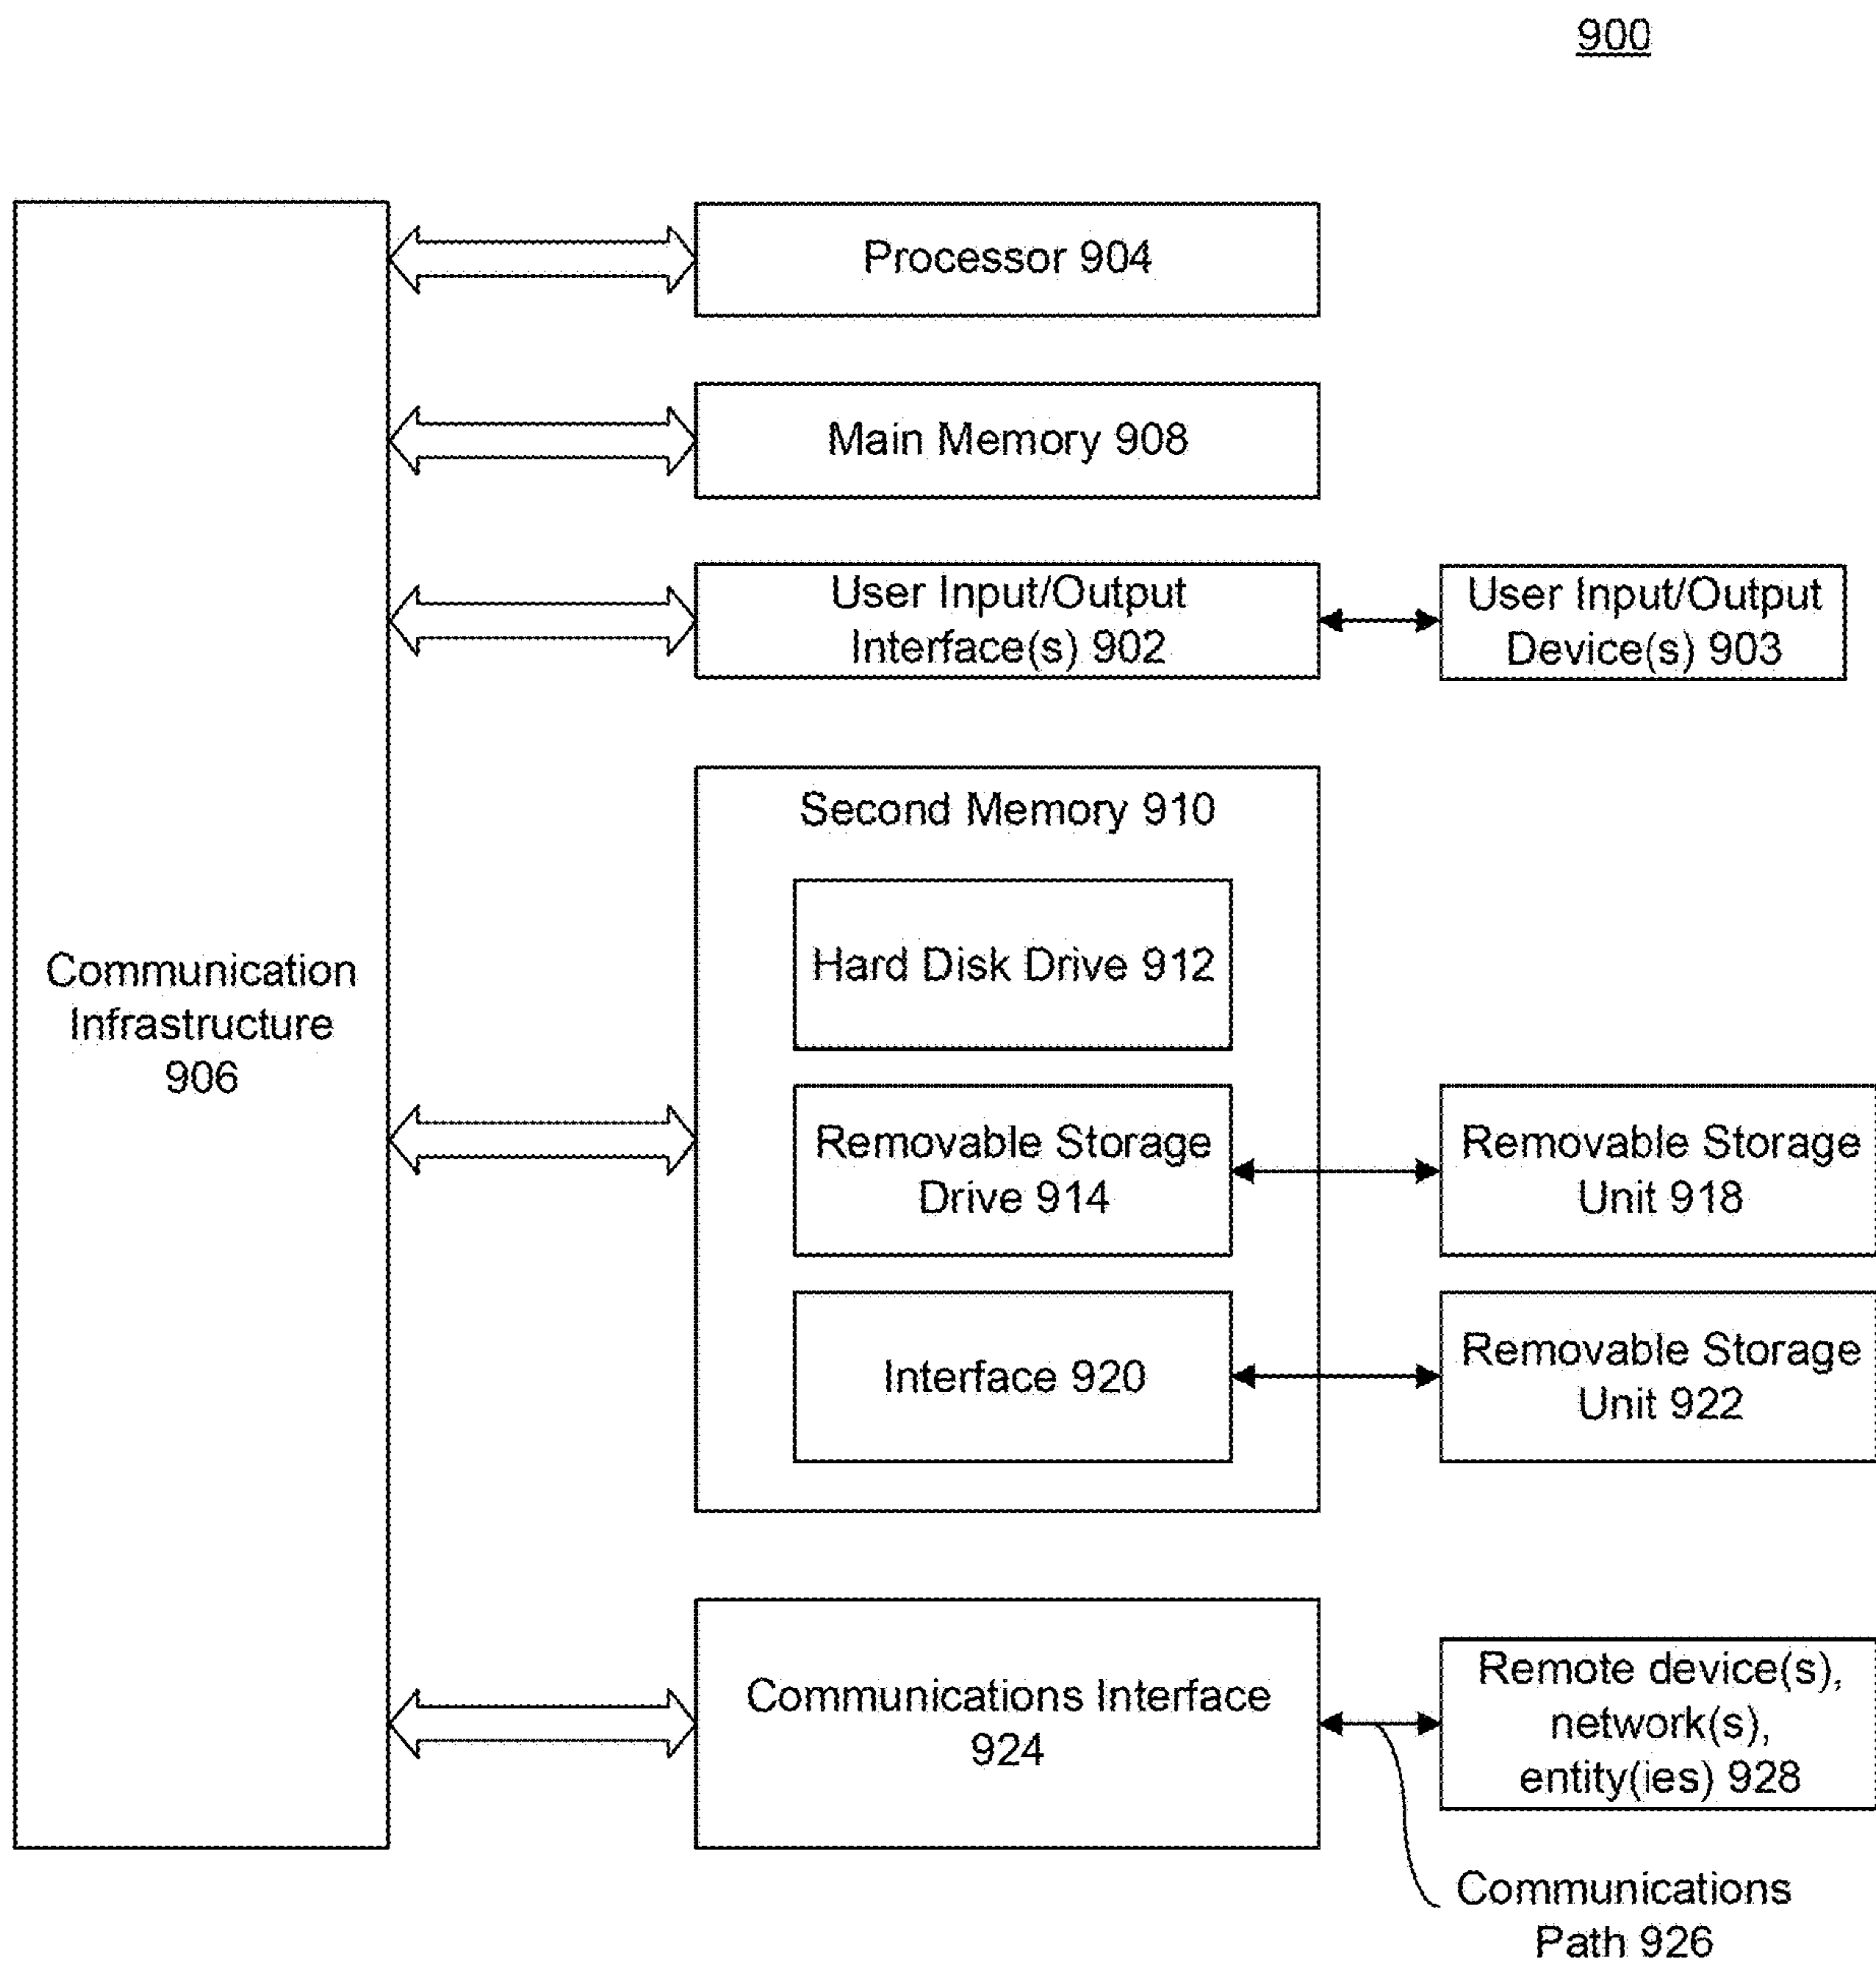 900
Processor 904
Main Memory 908
User Input/Output
Interface(s) 902
User Input/Output
Device(s) 903
Second Memory 910
Hard Disk Drive 912
Communication
Infrastructure
906
Removable Storage
Drive 914
Removable Storage
Unit 918
Interface 920
Removable Storage
Unit 922
Communications Interface
924
Remote device(s),
network(s),
entity(ies) 928
Communications
Path 926